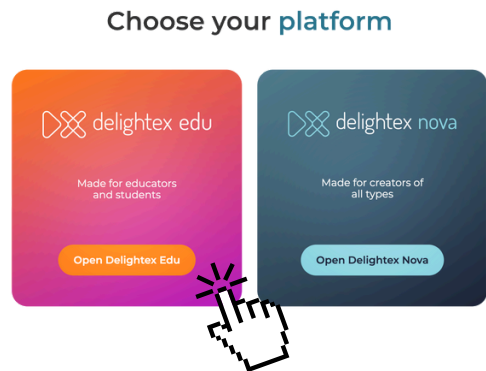 Choose your platform
delightex edu
Made for educators
and students
Open Delightex Edu
delightex nova
Made for creators of
all types
Open Delightex Nova